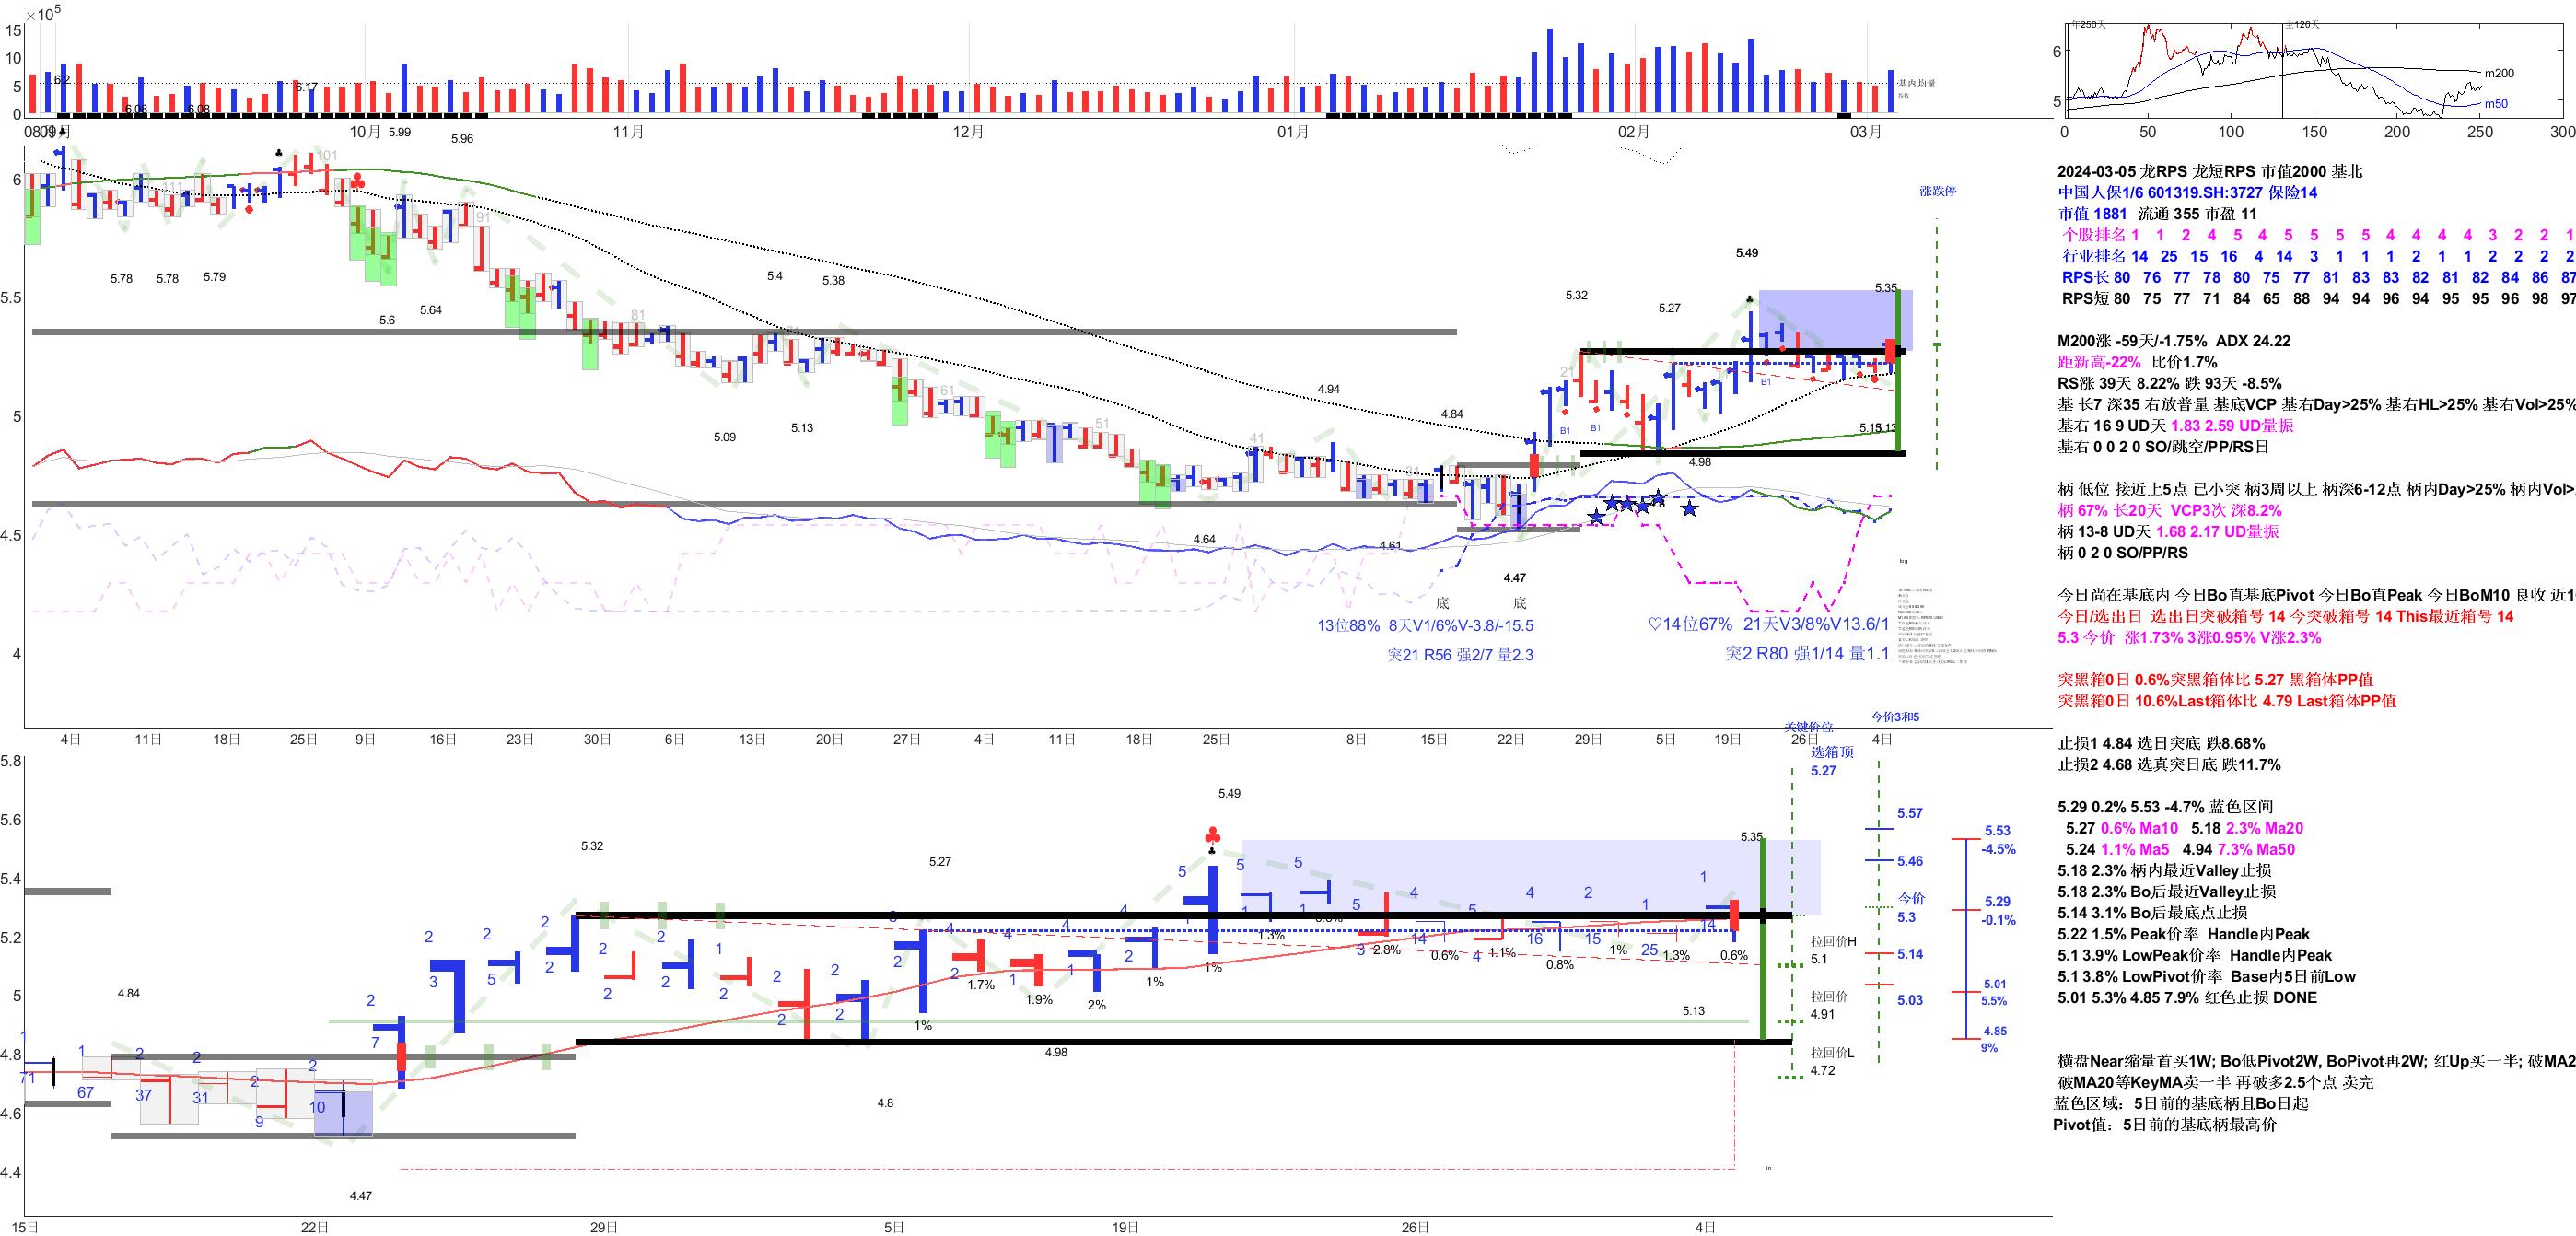 ×10⁵
15
10
5
0
6.2
6.03
6.08
6.17
基内均量
10月
11月
12月
01月
02月
03月
年250天
主120天
6
5
m200
m50
0 50 100 150 200 250 300
5.99
5.96
6
5.5
5
4.5
4
101
111
91
81
61
51
41
21
5.78
5.78
5.79
5.6
5.64
5.4
5.38
5.09
5.13
4.94
4.84
4.64
4.61
4.47
底
底
5.32
5.27
5.49
5.35
4.98
B1
B1
B1
涨跌停
13位88% 8天V1/6%V-3.8/-15.5
突21 R56 强2/7 量2.3
♡14位67% 21天V3/8%V13.6/1
突2 R80 强1/14 量1.1
4日 11日 18日 25日 9日 16日 23日 30日 6日 13日 20日 27日 4日 11日 18日 25日 8日 15日 22日 29日 5日 19日 26日 4日
2024-03-05 龙RPS 龙短RPS 市值2000 基北
中国人保1/6 601319.SH:3727 保险14
市值 1881 流通 355 市盈 11
个股排名 1 1 2 4 5 4 5 5 5 5 4 4 4 4 3 2 2 1
行业排名 14 25 15 16 4 14 3 1 1 1 2 1 1 2 2 2 2
RPS长 80 76 77 78 80 75 77 81 83 83 82 81 82 84 86 87
RPS短 80 75 77 71 84 65 88 94 94 96 94 95 95 96 98 97
M200涨 -59天/-1.75% ADX 24.22
距新高-22% 比价1.7%
RS涨 39天 8.22% 跌 93天 -8.5%
基 长7 深35 右放普量 基底VCP 基右Day>25% 基右HL>25% 基右Vol>25%
基右 16 9 UD天 1.83 2.59 UD量振
基右 0 0 2 0 SO/跳空/PP/RS日
柄 低位 接近上5点 已小突 柄3周以上 柄深6-12点 柄内Day>25% 柄内Vol>
柄 67% 长20天 VCP3次 深8.2%
柄 13-8 UD天 1.68 2.17 UD量振
柄 0 2 0 SO/PP/RS
今日尚在基底内 今日Bo直基底Pivot 今日Bo直Peak 今日BoM10 良收 近1
今日/选出日 选出日突破箱号 14 今突破箱号 14 This最近箱号 14
5.3 今价 涨1.73% 3涨0.95% V涨2.3%
突黑箱0日 0.6%突黑箱体比 5.27 黑箱体PP值
突黑箱0日 10.6%Last箱体比 4.79 Last箱体PP值
止损1 4.84 选日突底 跌8.68%
止损2 4.68 选真突日底 跌11.7%
5.29 0.2% 5.53 -4.7% 蓝色区间
5.27 0.6% Ma10 5.18 2.3% Ma20
5.24 1.1% Ma5 4.94 7.3% Ma50
5.18 2.3% 柄内最近Valley止损
5.18 2.3% Bo后最近Valley止损
5.14 3.1% Bo后最底点止损
5.22 1.5% Peak价率 Handle内Peak
5.1 3.9% LowPeak价率 Handle内Peak
5.1 3.8% LowPivot价率 Base内5日前Low
5.01 5.3% 4.85 7.9% 红色止损 DONE
横盘Near缩量首买1W; Bo低Pivot2W, BoPivot再2W; 红Up买一半; 破MA2
破MA20等KeyMA卖一半 再破多2.5个点 卖完
蓝色区域：5日前的基底柄且Bo日起
Pivot值：5日前的基底柄最高价
5.8
5.6
5.4
5.2
5
4.8
4.6
4.4
4.84
4.47
5.32
5.27
5.49
5.35
5.13
4.98
4.8
71
67
37
31
9
10
7
3
1%
1.7%
1.9%
2%
1%
1%
1.3%
2.8%
0.6%
1.1%
0.8%
1%
1.3%
0.6%
14
16
15
25
14
关键价位
选箱顶
5.27
今价3和5
5.57
5.46
今价
5.3
5.14
5.03
拉回价H
5.1
拉回价
4.91
拉回价L
4.72
5.53
-4.5%
5.29
-0.1%
5.01
5.5%
4.85
9%
15日 22日 29日 5日 19日 26日 4日